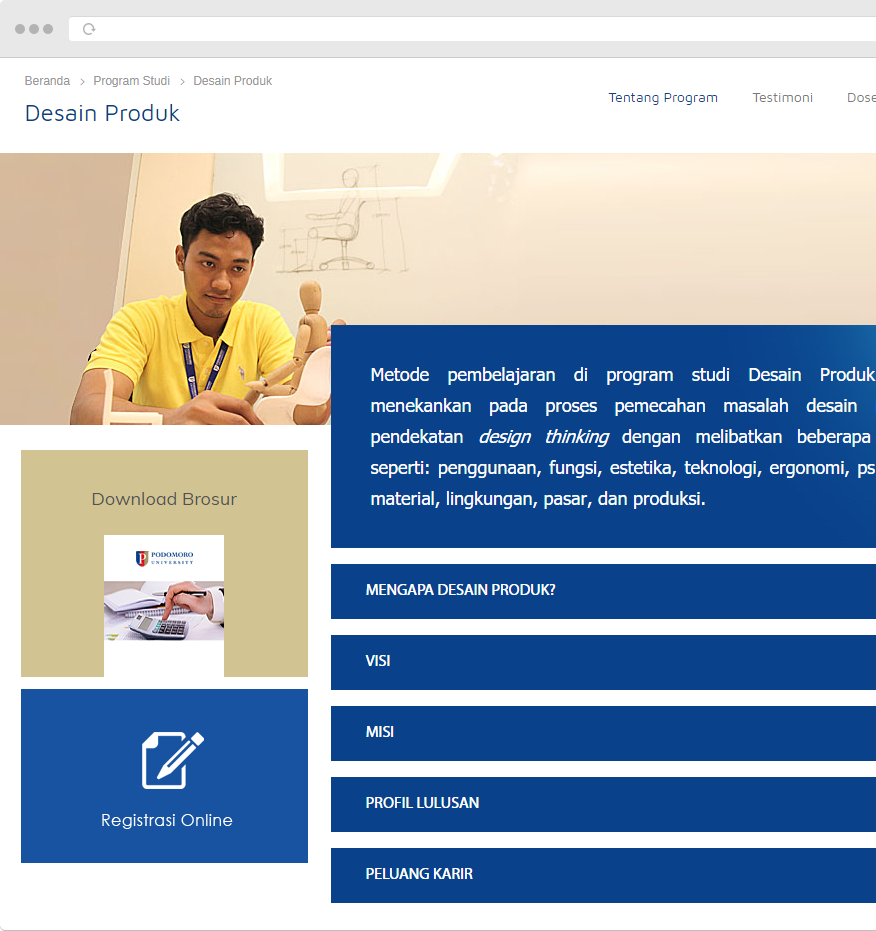 Beranda > Program Studi > Desain Produk
Desain Produk
Tentang Program
Testimoni
Dose
Metode pembelajaran di program studi Desain Produk
menekankan pada proses pemecahan masalah desain
pendekatan design thinking dengan melibatkan beberapa
seperti: penggunaan, fungsi, estetika, teknologi, ergonomi, ps
material, lingkungan, pasar, dan produksi.
Download Brosur
PODOMORO
UNIVERSITY
Registrasi Online
MENGAPA DESAIN PRODUK?
VISI
MISI
PROFIL LULUSAN
PELUANG KARIR